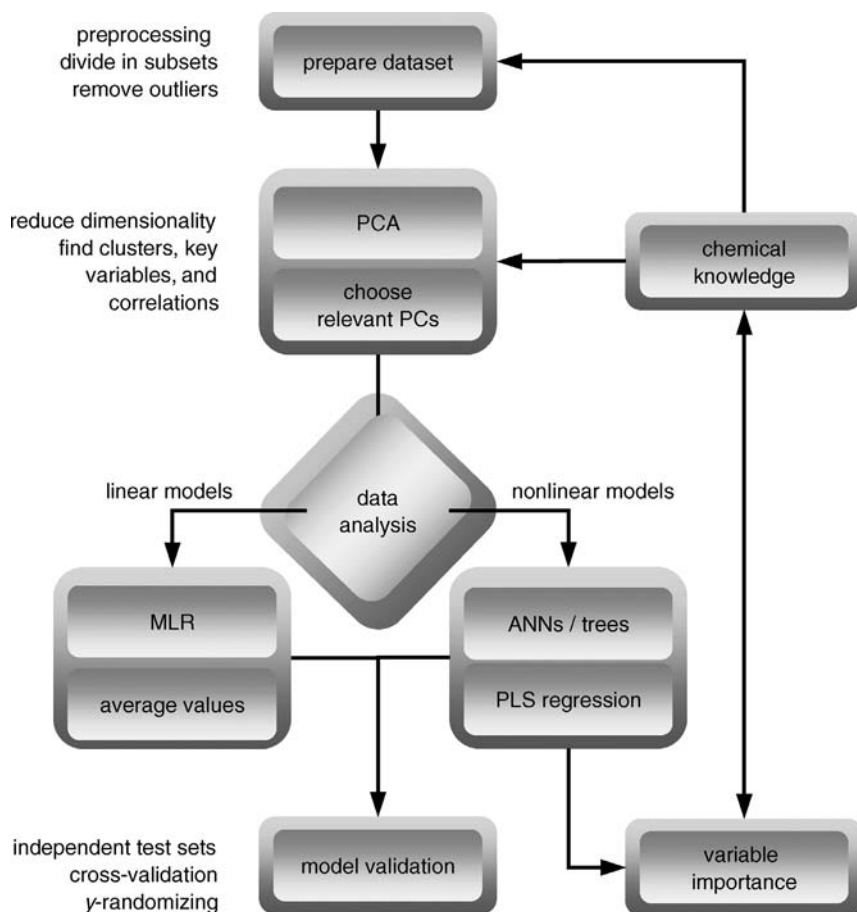 preprocessing
divide in subsets
remove outliers
prepare dataset
reduce dimensionality
find clusters, key
variables, and
correlations
PCA
choose
relevant PCs
chemical
knowledge
linear models
data
analysis
nonlinear models
MLR
average values
ANNs / trees
PLS regression
independent test sets
cross-validation
y-randomizing
model validation
variable
importance